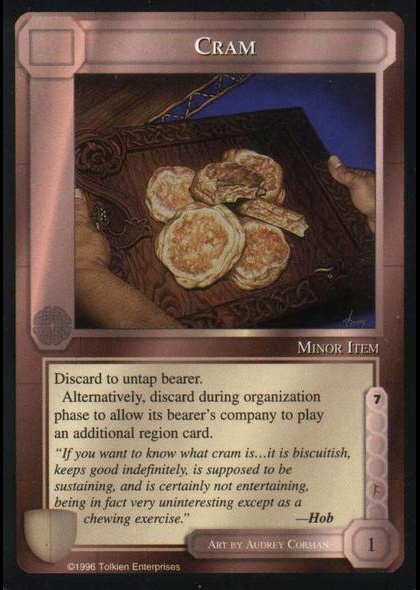 CRAM
MINOR ITEM
Discard to untap bearer.
Alternatively, discard during organization
phase to allow its bearer's company to play
an additional region card.
"If you want to know what cram is...it is biscuitish,
keeps good indefinitely, is supposed to be
sustaining, and is certainly not entertaining,
being in fact very uninteresting except as a
chewing exercise." —Hob
7
F
ART BY AUDREY CORMAN
1
©1996 Tolkien Enterprises